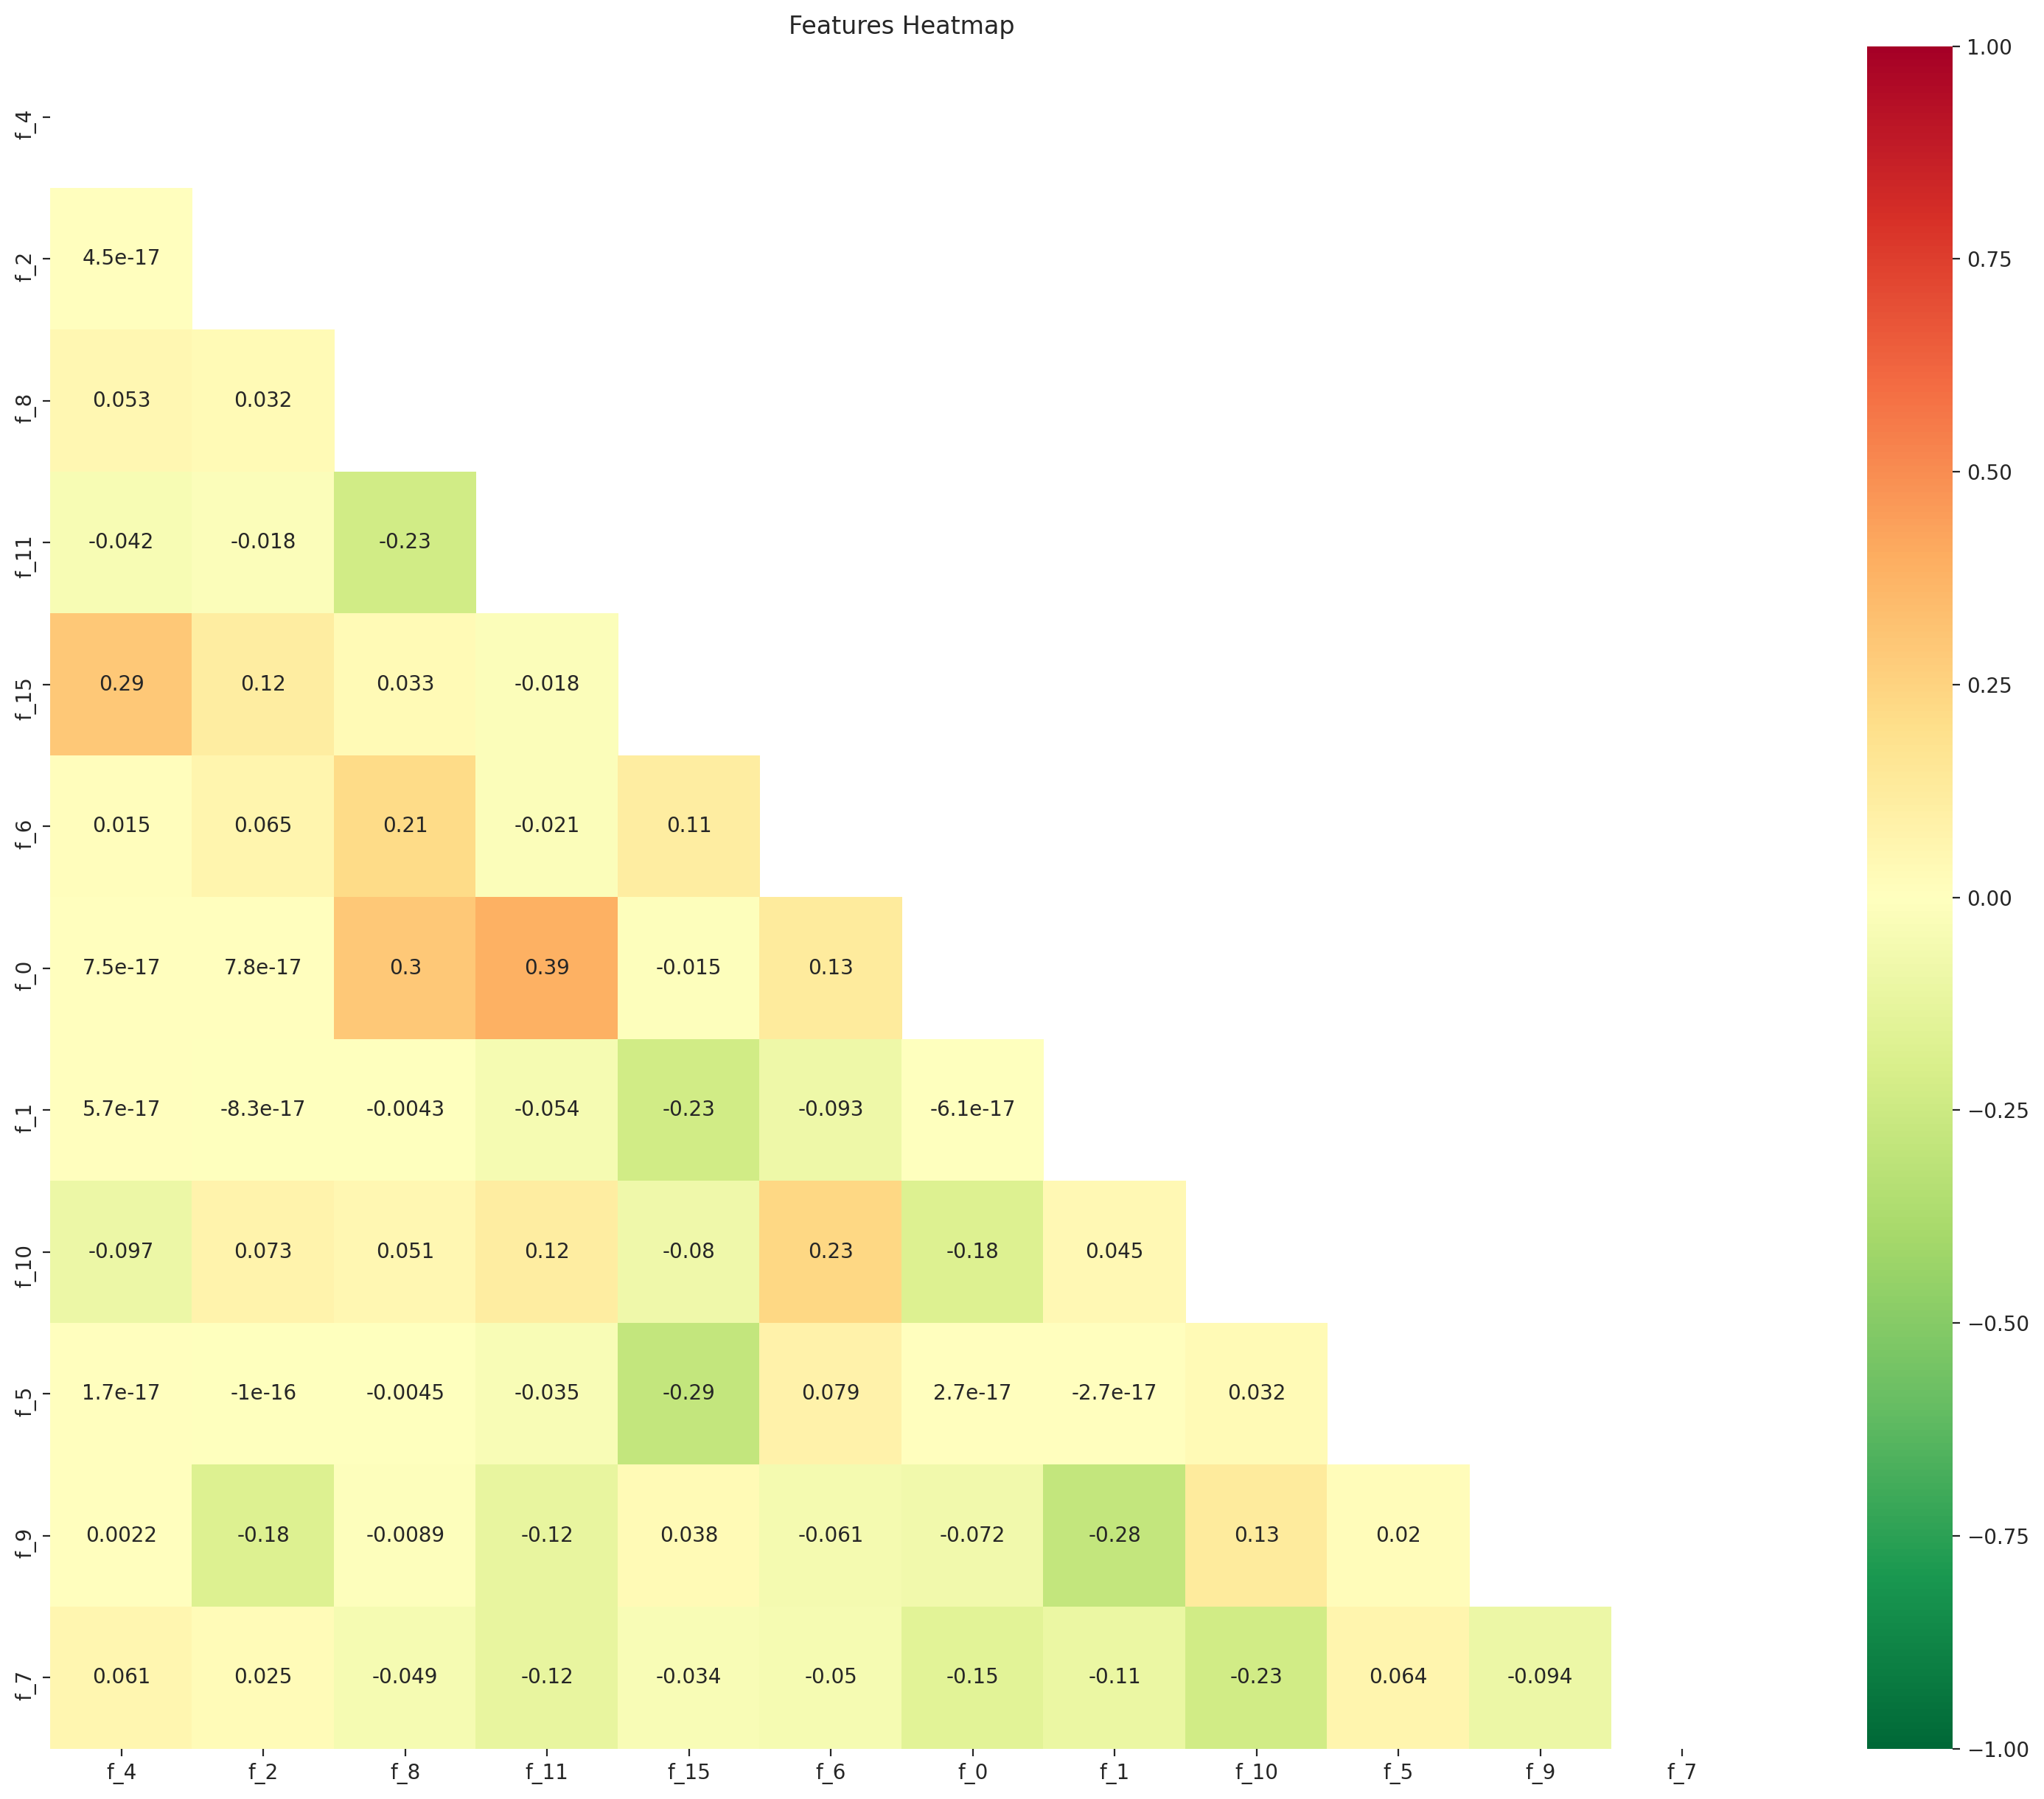 Features Heatmap
1.00
f_4
f_2
4.5e-17
0.75
f_8
0.053 0.032
0.50
f_11
-0.042 -0.018 -0.23
f_15
0.29 0.12 0.033 -0.018
0.25
f_6
0.015 0.065 0.21 -0.021 0.11
0.00
f_0
7.5e-17 7.8e-17 0.3 0.39 -0.015 0.13
f_1
5.7e-17 -8.3e-17 -0.0043 -0.054 -0.23 -0.093 -6.1e-17
−0.25
f_10
-0.097 0.073 0.051 0.12 -0.08 0.23 -0.18 0.045
−0.50
f_5
1.7e-17 -1e-16 -0.0045 -0.035 -0.29 0.079 2.7e-17 -2.7e-17 0.032
f_9
0.0022 -0.18 -0.0089 -0.12 0.038 -0.061 -0.072 -0.28 0.13 0.02
−0.75
f_7
0.061 0.025 -0.049 -0.12 -0.034 -0.05 -0.15 -0.11 -0.23 0.064 -0.094
−1.00
f_4 f_2 f_8 f_11 f_15 f_6 f_0 f_1 f_10 f_5 f_9 f_7